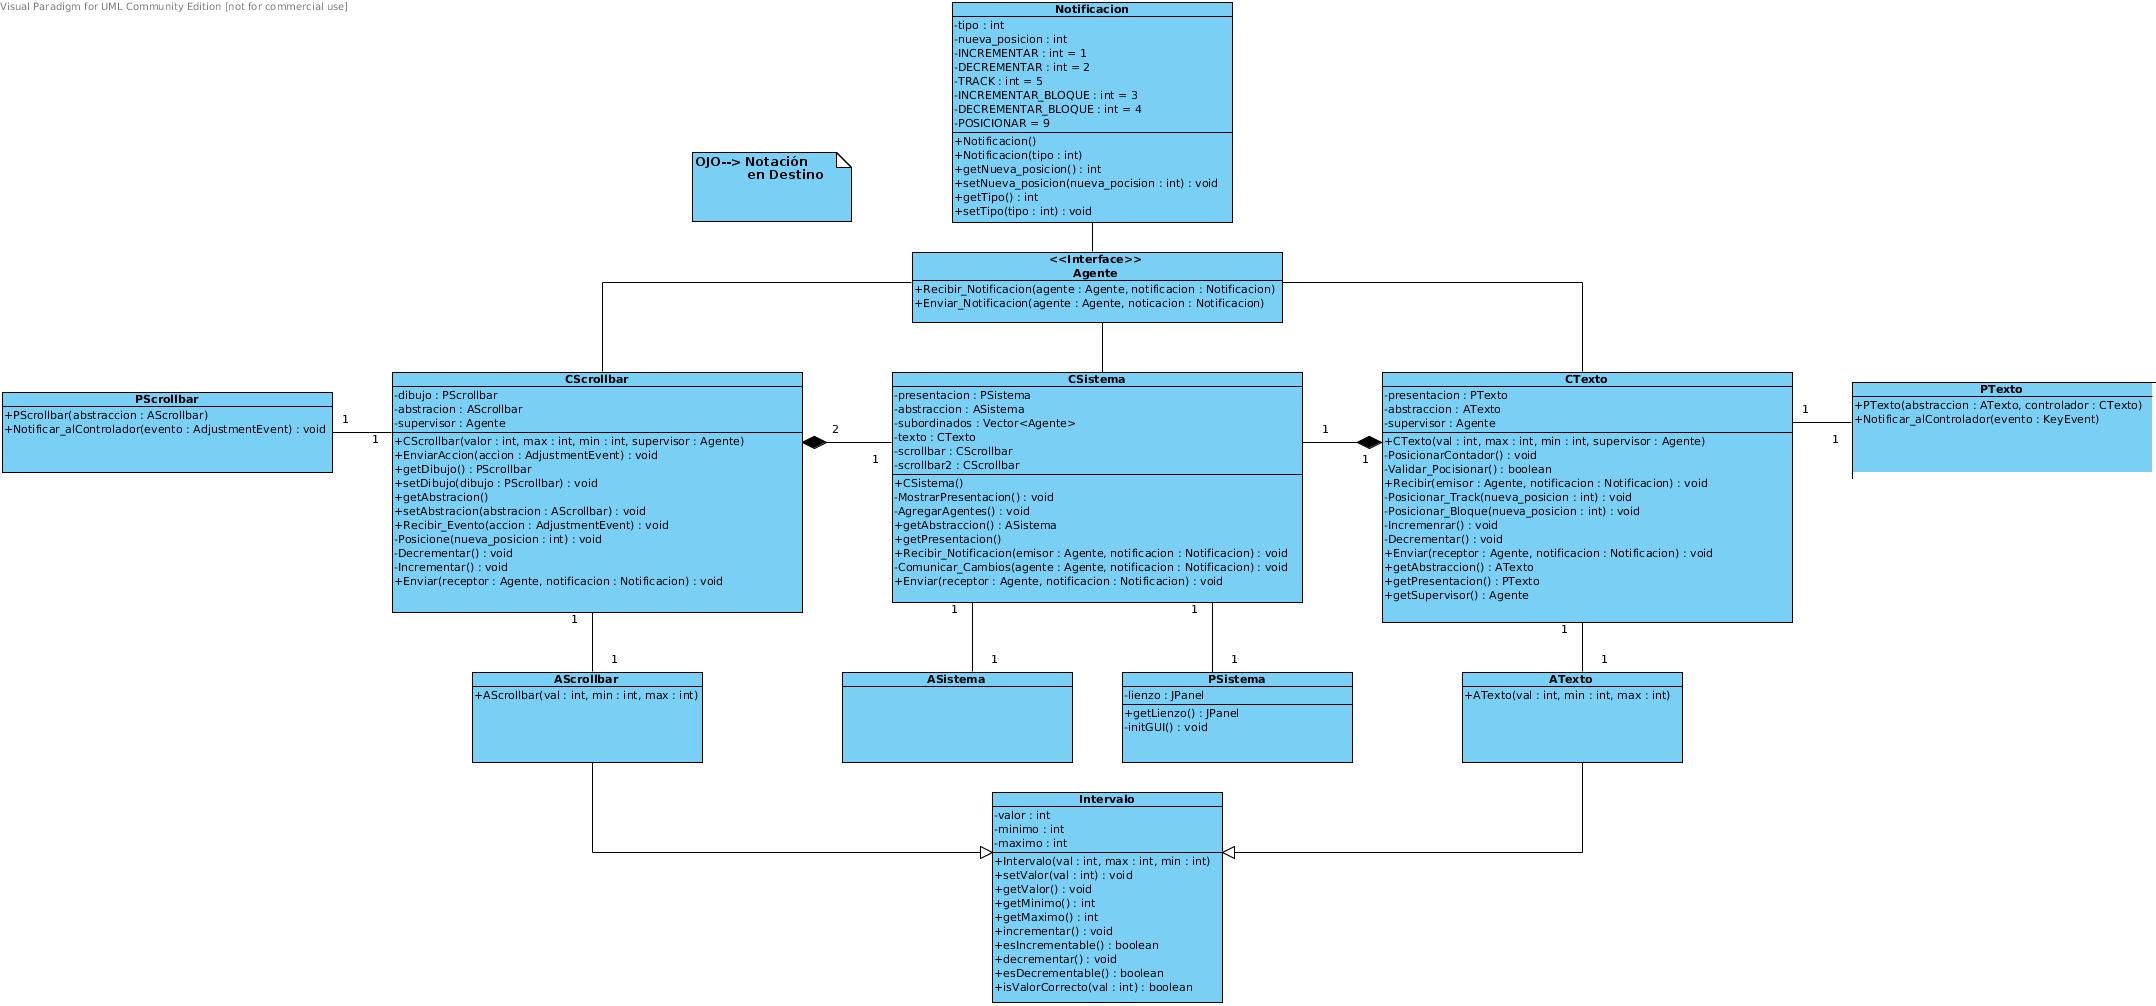 Visual Paradigm for UML Community Edition [not for commercial use]
Notificacion
-tipo : int
-nueva_posicion : int
-INCREMENTAR : int = 1
-DECREMENTAR : int = 2
-TRACK : int = 5
-INCREMENTAR_BLOQUE : int = 3
-DECREMENTAR_BLOQUE : int = 4
-POSICIONAR = 9
+Notificacion()
+Notificacion(tipo : int)
+getNueva_posicion() : int
+setNueva_posicion(nueva_pocision : int) : void
+getTipo() : int
+setTipo(tipo : int) : void
OJO--> Notación
en Destino
<<Interface>>
Agente
+Recibir_Notificacion(agente : Agente, notificacion : Notificacion)
+Enviar_Notificacion(agente : Agente, noticacion : Notificacion)
PScrollbar
+PScrollbar(abstraccion : AScrollbar)
+Notificar_alControlador(evento : AdjustmentEvent) : void
1
1
CScrollbar
-dibujo : PScrollbar
-abstracion : AScrollbar
-supervisor : Agente
+CScrollbar(valor : int, max : int, min : int, supervisor : Agente)
+EnviarAccion(accion : AdjustmentEvent) : void
+getDibujo() : PScrollbar
+setDibujo(dibujo : PScrollbar) : void
+getAbstracion()
+setAbstracion(abstracion : AScrollbar) : void
+Recibir_Evento(accion : AdjustmentEvent) : void
-Posicione(nueva_posicion : int) : void
-Decrementar() : void
-Incrementar() : void
+Enviar(receptor : Agente, notificacion : Notificacion) : void
2
1
CSistema
-presentacion : PSistema
-abstraccion : ASistema
-subordinados : Vector<Agente>
-texto : CTexto
-scrollbar : CScrollbar
-scrollbar2 : CScrollbar
+CSistema()
-MostrarPresentacion() : void
-AgregarAgentes() : void
+getAbstraccion() : ASistema
+getPresentacion()
+Recibir_Notificacion(emisor : Agente, notificacion : Notificacion) : void
-Comunicar_Cambios(agente : Agente, notificacion : Notificacion) : void
+Enviar(receptor : Agente, notificacion : Notificacion) : void
1
1
CTexto
-presentacion : PTexto
-abstraccion : ATexto
-supervisor : Agente
+CTexto(val : int, max : int, min : int, supervisor : Agente)
-PosicionarContador() : void
-Validar_Pocisionar() : boolean
+Recibir(emisor : Agente, notificacion : Notificacion) : void
-Posicionar_Track(nueva_posicion : int) : void
-Posicionar_Bloque(nueva_posicion : int) : void
-Incremenrar() : void
-Decrementar() : void
+Enviar(receptor : Agente, notificacion : Notificacion) : void
+getAbstraccion() : ATexto
+getPresentacion() : PTexto
+getSupervisor() : Agente
1
1
PTexto
+PTexto(abstraccion : ATexto, controlador : CTexto)
+Notificar_alControlador(evento : KeyEvent)
1
1
AScrollbar
+AScrollbar(val : int, min : int, max : int)
1
1
ASistema
1
1
PSistema
-lienzo : JPanel
+getLienzo() : JPanel
-initGUI() : void
1
1
ATexto
+ATexto(val : int, min : int, max : int)
Intervalo
-valor : int
-minimo : int
-maximo : int
+Intervalo(val : int, max : int, min : int)
+setValor(val : int) : void
+getValor() : void
+getMinimo() : int
+getMaximo() : int
+incrementar() : void
+esIncrementable() : boolean
+decrementar() : void
+esDecrementable() : boolean
+isValorCorrecto(val : int) : boolean